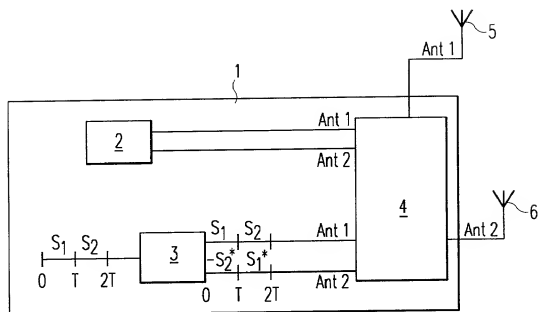 5
Ant 1
1
Ant 1
2
Ant 2
4
6
Ant 2
S₁ S₂
S₁ S₂ Ant 1
3
-S₂* S₁*
0 T 2T
0 T 2T Ant 2